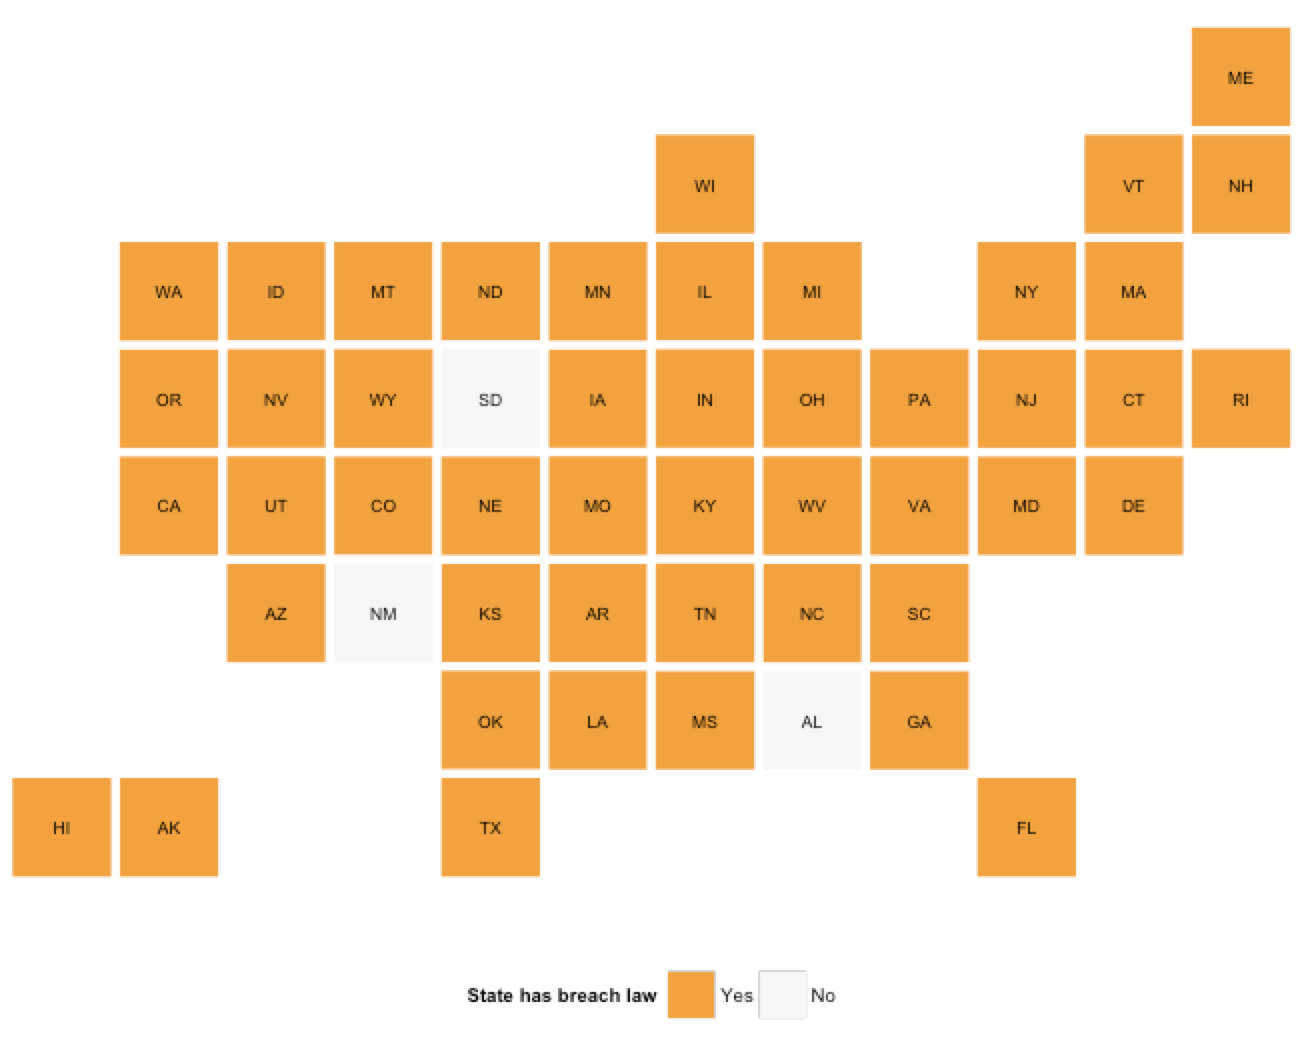 ME
WI VT NH
WA ID MT ND MN IL MI NY MA
OR NV WY SD IA IN OH PA NJ CT RI
CA UT CO NE MO KY WV VA MD DE
AZ NM KS AR TN NC SC
OK LA MS AL GA
HI AK TX FL
State has breach law Yes No